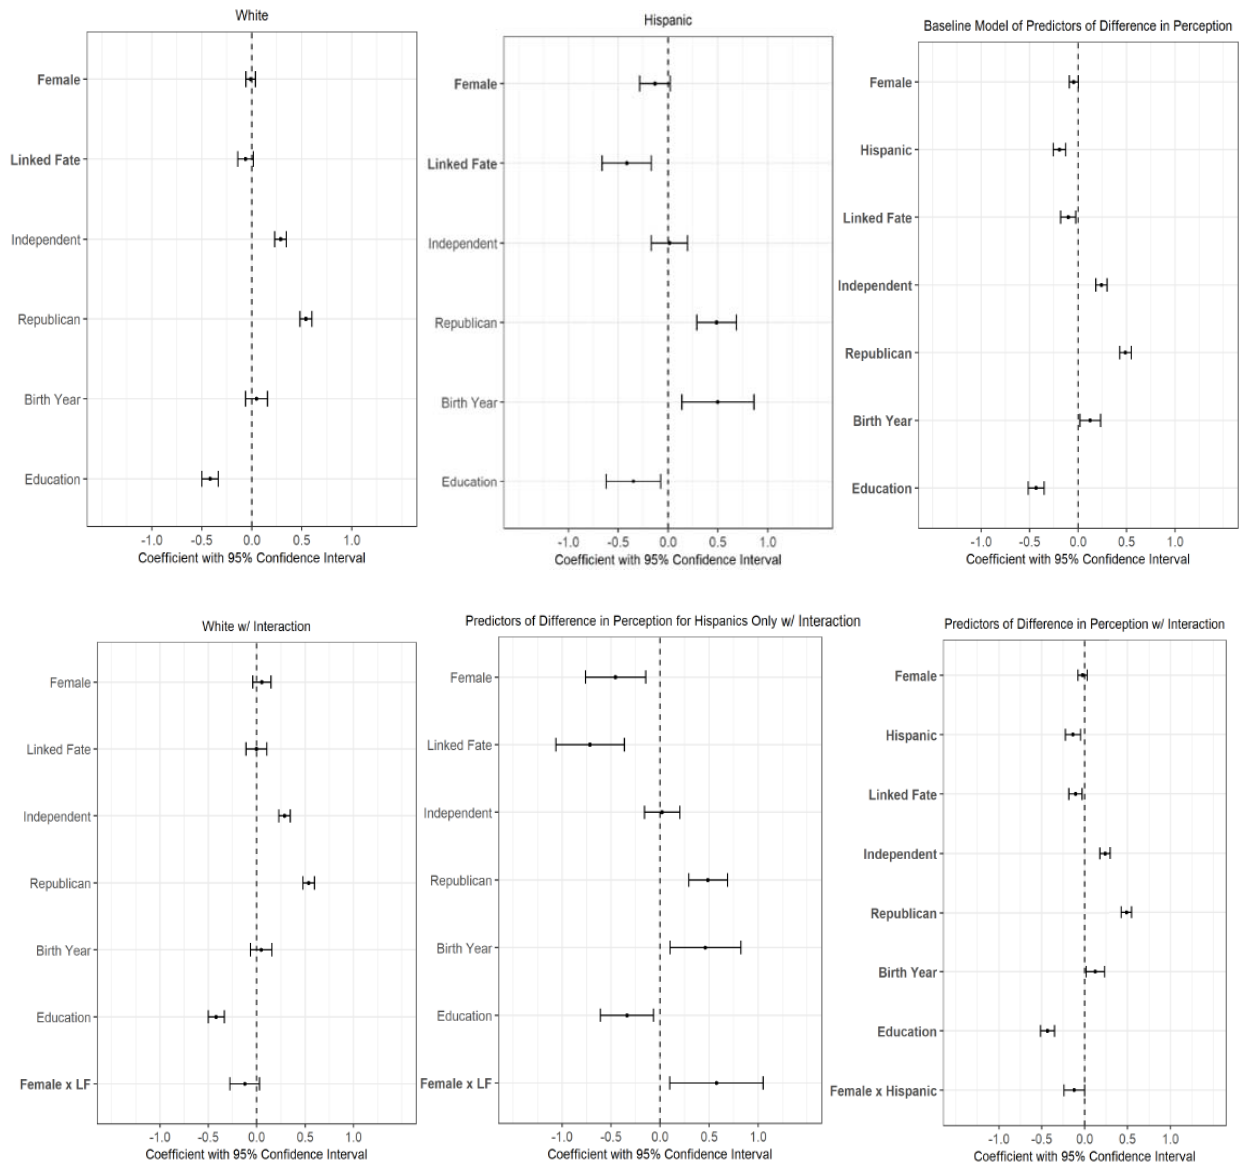 White
Female
Linked Fate
Independent
Republican
Birth Year
Education
-1.0 -0.5 0.0 0.5 1.0
Coefficient with 95% Confidence Interval
Hispanic
Female
Linked Fate
Independent
Republican
Birth Year
Education
-1.0 -0.5 0.0 0.5 1.0
Coefficient with 95% Confidence Interval
Baseline Model of Predictors of Difference in Perception
Female
Hispanic
Linked Fate
Independent
Republican
Birth Year
Education
-1.0 -0.5 0.0 0.5 1.0
Coefficient with 95% Confidence Interval
White w/ Interaction
Female
Linked Fate
Independent
Republican
Birth Year
Education
Female x LF
-1.0 -0.5 0.0 0.5 1.0
Coefficient with 95% Confidence Interval
Predictors of Difference in Perception for Hispanics Only w/ Interaction
Female
Linked Fate
Independent
Republican
Birth Year
Education
Female x LF
-1.0 -0.5 0.0 0.5 1.0
Coefficient with 95% Confidence Interval
Predictors of Difference in Perception w/ Interaction
Female
Hispanic
Linked Fate
Independent
Republican
Birth Year
Education
Female x Hispanic
-1.0 -0.5 0.0 0.5 1.0
Coefficient with 95% Confidence Interval